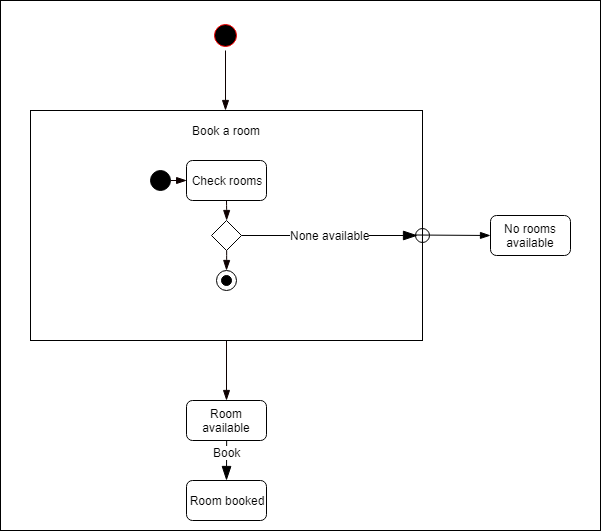 Book a room
Check rooms
None available
No rooms
available
Room
available
Book
Room booked